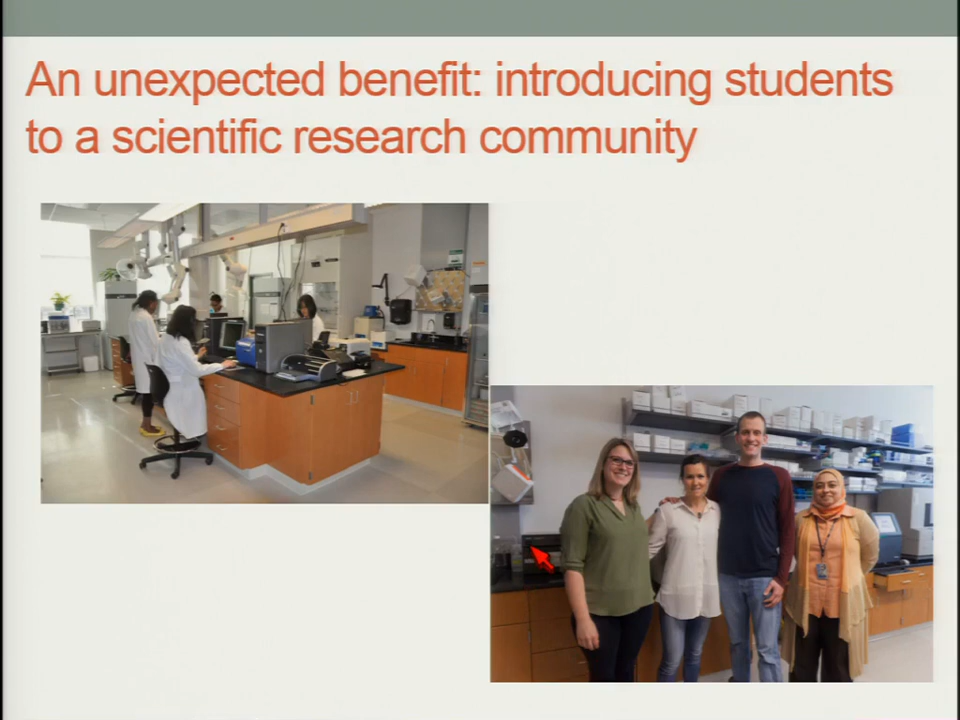 An unexpected benefit: introducing students
to a scientific research community